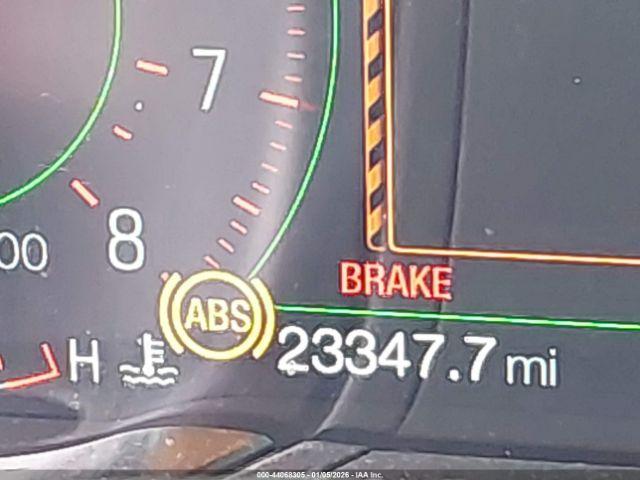 7
8
00
BRAKE
ABS
H
23347.7 mi
000-44068305 - 01/05/2026 - IAA Inc.